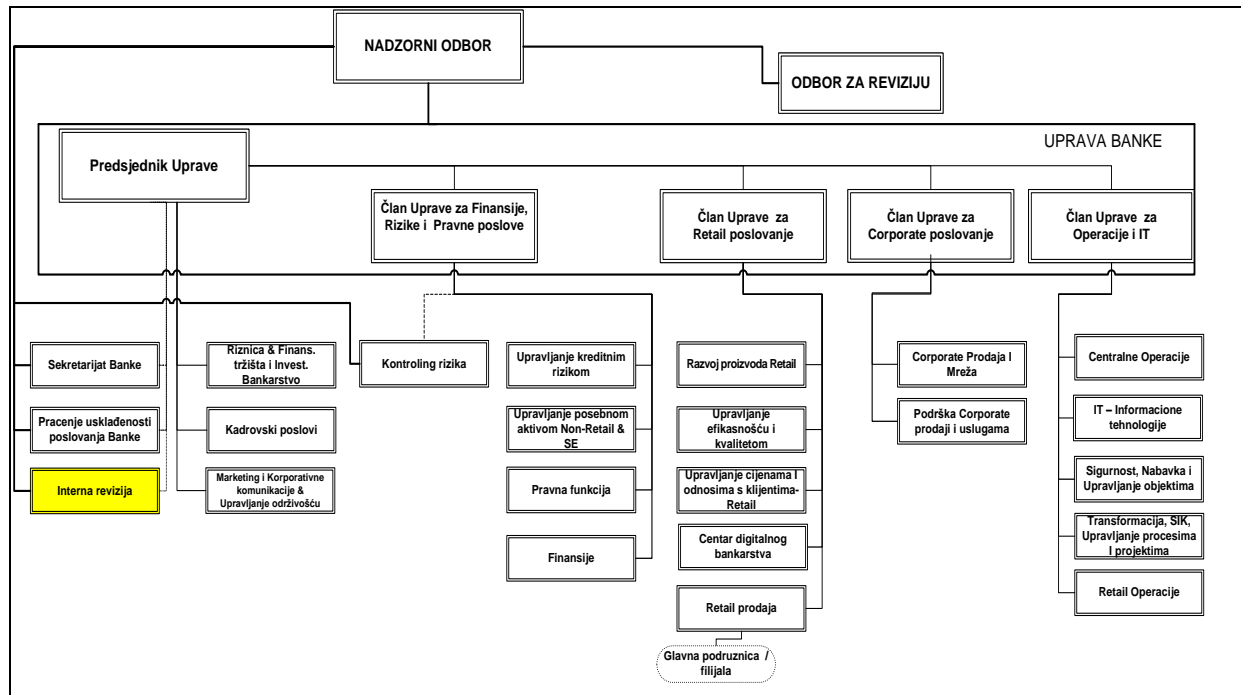 NADZORNI ODBOR
ODBOR ZA REVIZIJU
UPRAVA BANKE
Predsjednik Uprave
Član Uprave za Finansije,
Rizike i Pravne poslove
Član Uprave za
Retail poslovanje
Član Uprave za
Corporate poslovanje
Član Uprave za
Operacije i IT
Sekretarijat Banke
Pracenje usklađenosti
poslovanja Banke
Interna revizija
Riznica & Finans.
tržišta i Invest.
Bankarstvo
Kadrovski poslovi
Marketing i Korporativne
komunikacije &
Upravljanje održivošću
Kontroling rizika
Upravljanje kreditnim
rizikom
Upravljanje posebnom
aktivom Non-Retail &
SE
Pravna funkcija
Finansije
Razvoj proizvoda Retail
Upravljanje
efikasnošću i
kvalitetom
Upravljanje cijenama I
odnosima s klijentima-
Retail
Centar digitalnog
bankarstva
Retail prodaja
Glavna podruznica /
filijala
Corporate Prodaja I
Mreža
Podrška Corporate
prodaji i uslugama
Centralne Operacije
IT – Informacione
tehnologije
Sigurnost, Nabavka i
Upravljanje objektima
Transformacija, SIK,
Upravljanje procesima
I projektima
Retail Operacije